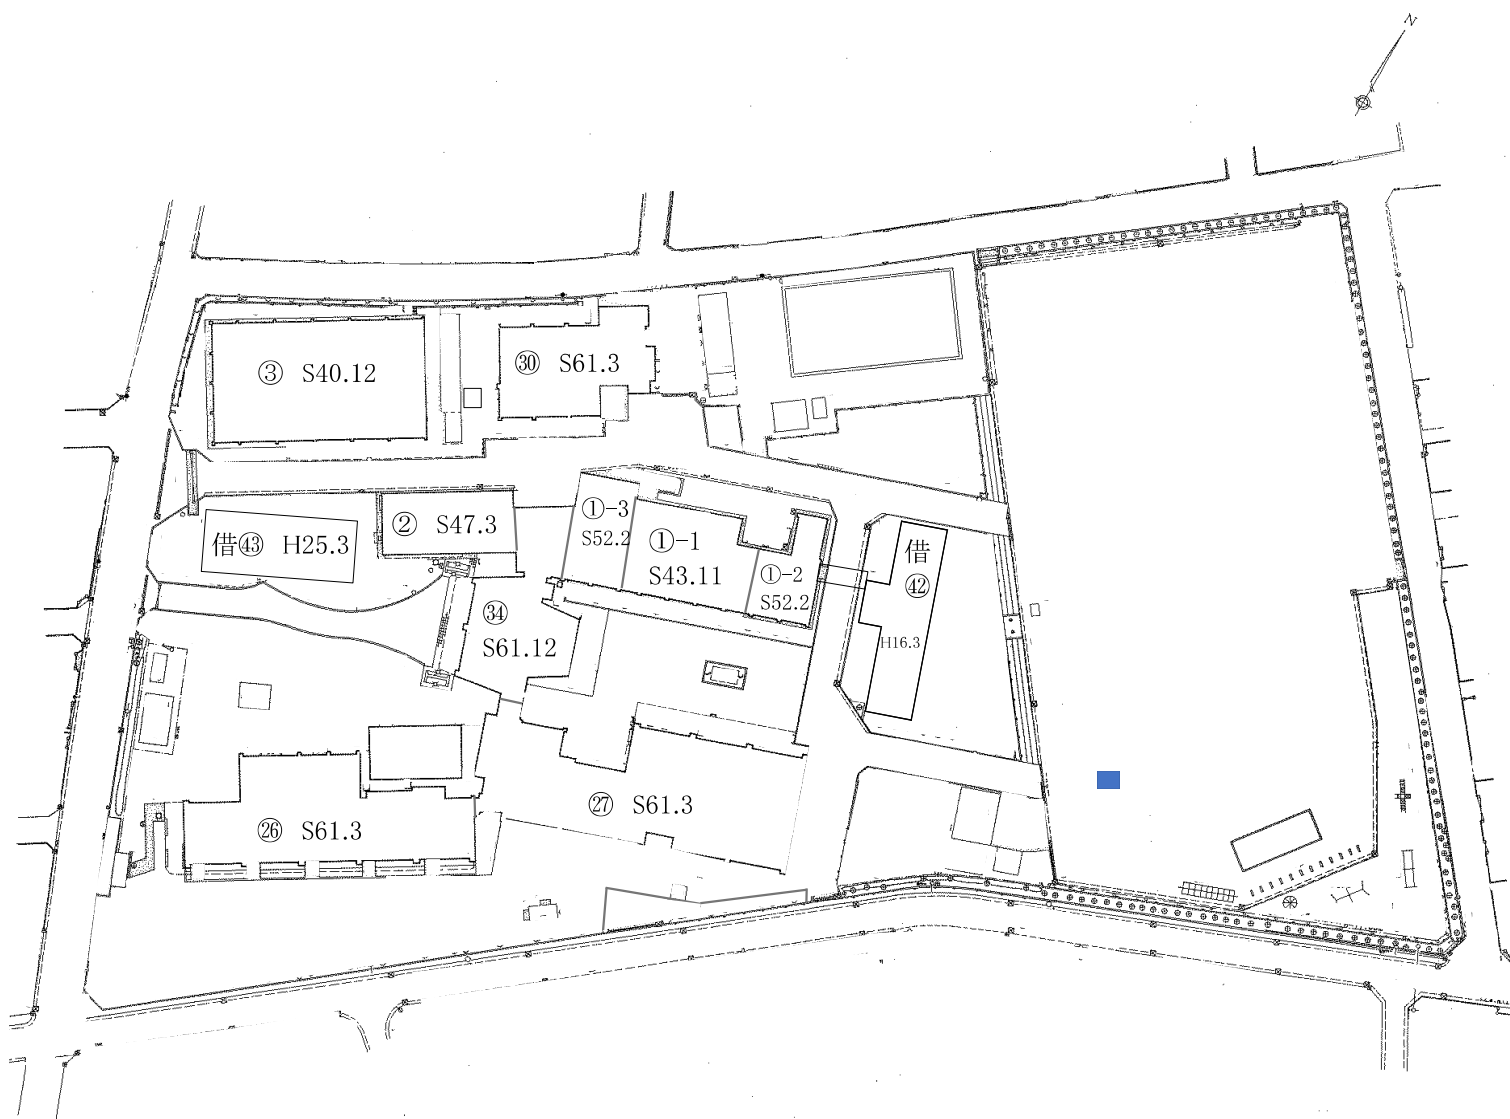 N
③ S40.12
㉚ S61.3
借㊸ H25.3
② S47.3
①-3
S52.2
①-1
S43.11
①-2
S52.2
借
㊷
H16.3
㉞
S61.12
㉗ S61.3
㉖ S61.3